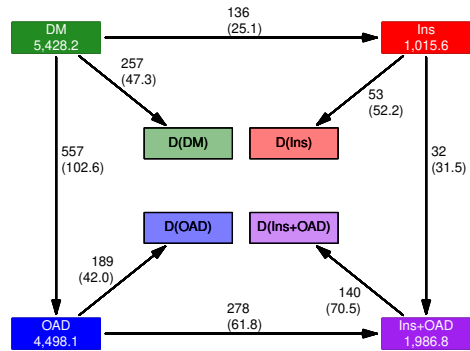 136
(25.1)
DM
5,428.2
Ins
1,015.6
257
(47.3)
53
(52.2)
D(DM)
D(Ins)
557
(102.6)
32
(31.5)
D(OAD)
D(Ins+OAD)
189
(42.0)
140
(70.5)
278
(61.8)
OAD
4,498.1
Ins+OAD
1,986.8